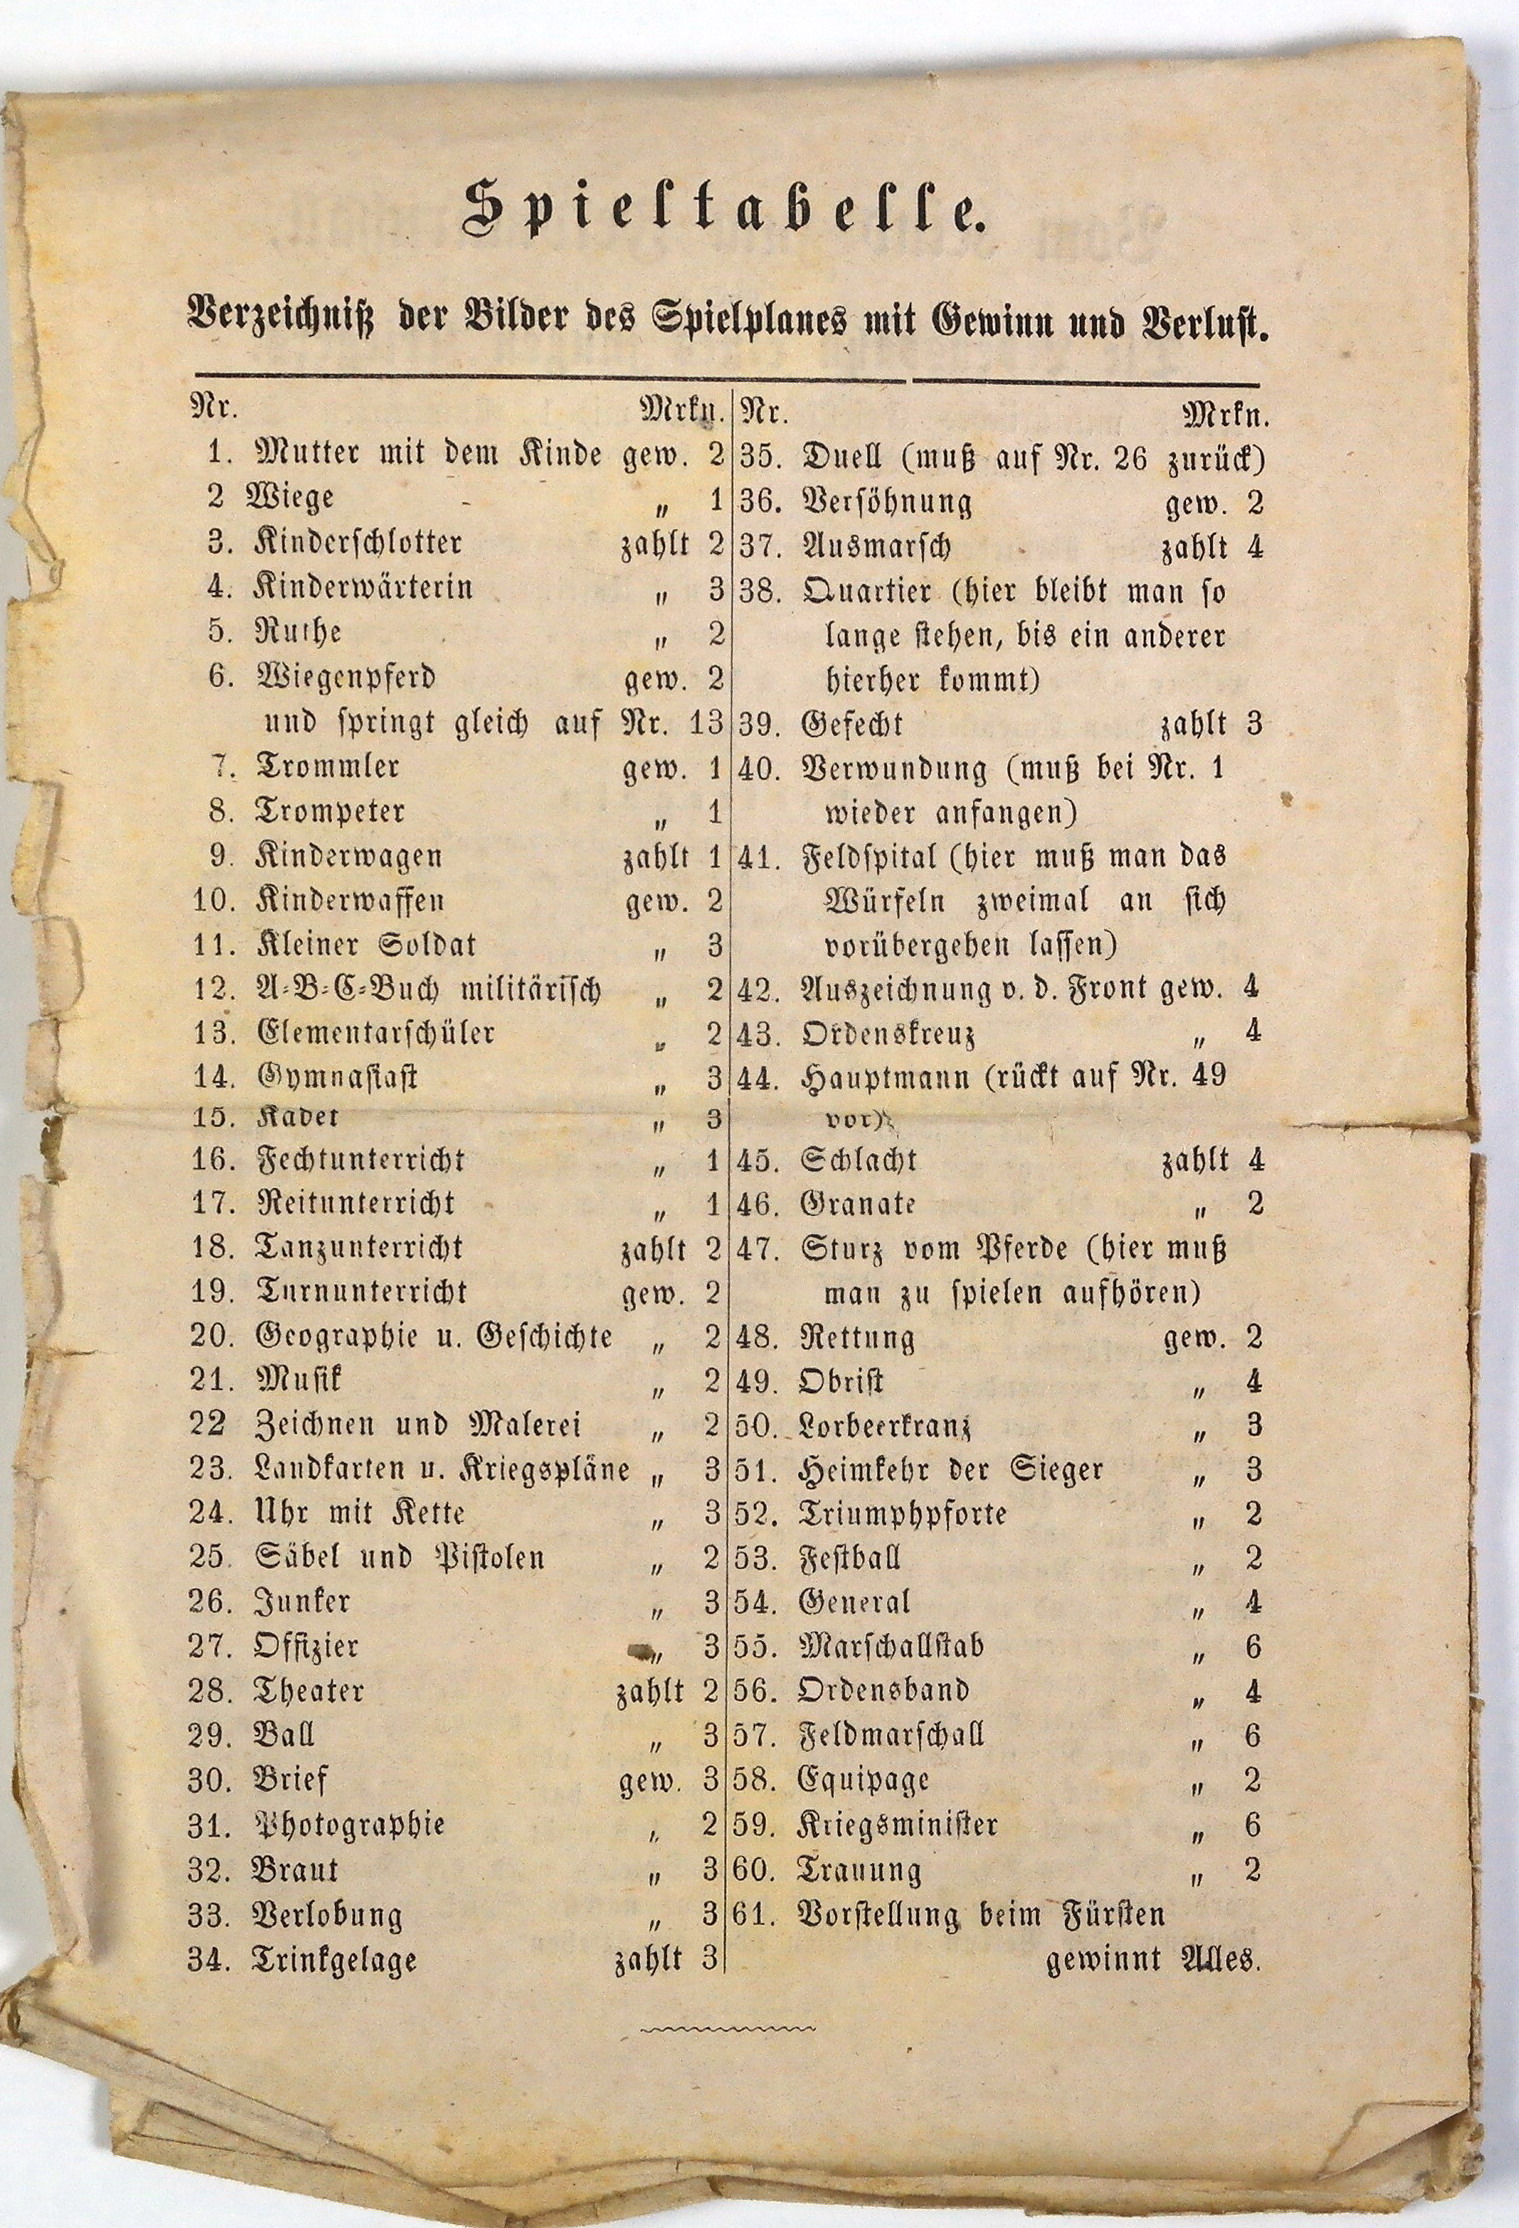 Spieltabelle.
Verzeichniß der Bilder des Spielplanes mit Gewinn und Verlust.
Nr. Mrkn.
1. Mutter mit dem Kinde gew. 2
2 Wiege „ 1
3. Kinderschlotter zahlt 2
4. Kinderwärterin „ 3
5. Ruthe „ 2
6. Wiegenpferd gew. 2
und springt gleich auf Nr. 13
7. Trommler gew. 1
8. Trompeter „ 1
9. Kinderwagen zahlt 1
10. Kinderwaffen gew. 2
11. Kleiner Soldat „ 3
12. A-B-C-Buch militärisch „ 2
13. Elementarschüler „ 2
14. Gymnasiast „ 3
15. Kadet „ 3
16. Fechtunterricht „ 1
17. Reitunterricht „ 1
18. Tanzunterricht zahlt 2
19. Turnunterricht gew. 2
20. Geographie u. Geschichte „ 2
21. Musik „ 2
22 Zeichnen und Malerei „ 2
23. Landkarten u. Kriegspläne „ 3
24. Uhr mit Kette „ 3
25. Säbel und Pistolen „ 2
26. Junker „ 3
27. Offizier „ 3
28. Theater zahlt 2
29. Ball „ 3
30. Brief gew. 3
31. Photographie „ 2
32. Braut „ 3
33. Verlobung „ 3
34. Trinkgelage zahlt 3
Nr. Mrkn.
35. Duell (muß auf Nr. 26 zurück)
36. Versöhnung gew. 2
37. Ausmarsch zahlt 4
38. Quartier (hier bleibt man so
lange stehen, bis ein anderer
hierher kommt)
39. Gefecht zahlt 3
40. Verwundung (muß bei Nr. 1
wieder anfangen)
41. Feldspital (hier muß man das
Würfeln zweimal an sich
vorübergehen lassen)
42. Auszeichnung v. d. Front gew. 4
43. Ordenskreuz „ 4
44. Hauptmann (rückt auf Nr. 49
vor)
45. Schlacht zahlt 4
46. Granate „ 2
47. Sturz vom Pferde (hier muß
man zu spielen aufhören)
48. Rettung gew. 2
49. Obrist „ 4
50. Lorbeerkranz „ 3
51. Heimkehr der Sieger „ 3
52. Triumphpforte „ 2
53. Festball „ 2
54. General „ 4
55. Marschallstab „ 6
56. Ordensband „ 4
57. Feldmarschall „ 6
58. Equipage „ 2
59. Kriegsminister „ 6
60. Trauung „ 2
61. Vorstellung beim Fürsten
gewinnt Alles.